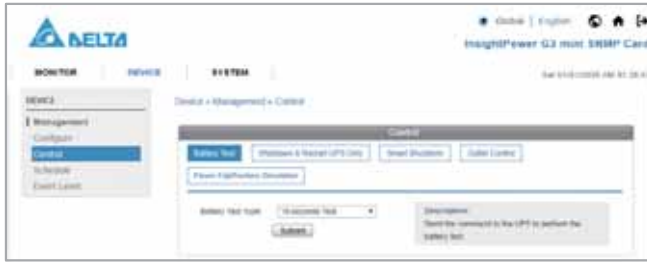 DELTA
Global | English
InsightPower G3 mini SNMP Card
MONITOR DEVICE SYSTEM
DEVICE
Device » Management » Control
Management
Configure
Control
Schedule
Event Level
Control
Battery Test
Shutdown & Restart UPS Only
Smart Shutdown
Outlet Control
Power Fail/Restore Simulation
Battery Test Type
10 Seconds Test
Submit
Description:
Send the command to the UPS to perform the
battery test.